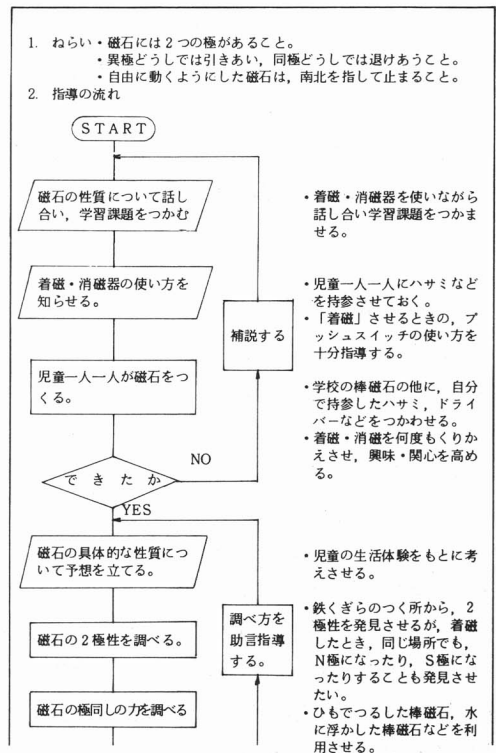 1. ねらい・磁石には2つの極があること。
・異極どうしでは引きあい，同極どうしでは退けあうこと。
・自由に動くようにした磁石は，南北を指して止まること。
2. 指導の流れ
START
磁石の性質について話し
合い，学習課題をつかむ
・着磁・消磁器を使いながら
話し合い学習課題をつかま
せる。
着磁・消磁器の使い方を
知らせる。
・児童一人一人にハサミなど
を持参させておく。
・「着磁」させるときの，プ
ッシュスイッチの使い方を
十分指導する。
補説する
児童一人一人が磁石をつ
くる。
・学校の棒磁石の他に，自分
で持参したハサミ，ドライ
バーなどをつかわせる。
・着磁・消磁を何度もくりか
えさせ，興味・関心を高め
る。
できたか
NO
YES
磁石の具体的な性質につ
いて予想を立てる。
・児童の生活体験をもとに考
えさせる。
調べ方を
助言指導
する。
磁石の2極性を調べる。
・鉄くぎらのつく所から，2
極性を発見させるが，着磁
したとき，同じ場所でも，
N極になったり，S極にな
ったりすることも発見させ
たい。
磁石の極同しの力を調べる
・ひもでつるした棒磁石，水
に浮かした棒磁石などを利
用させる。